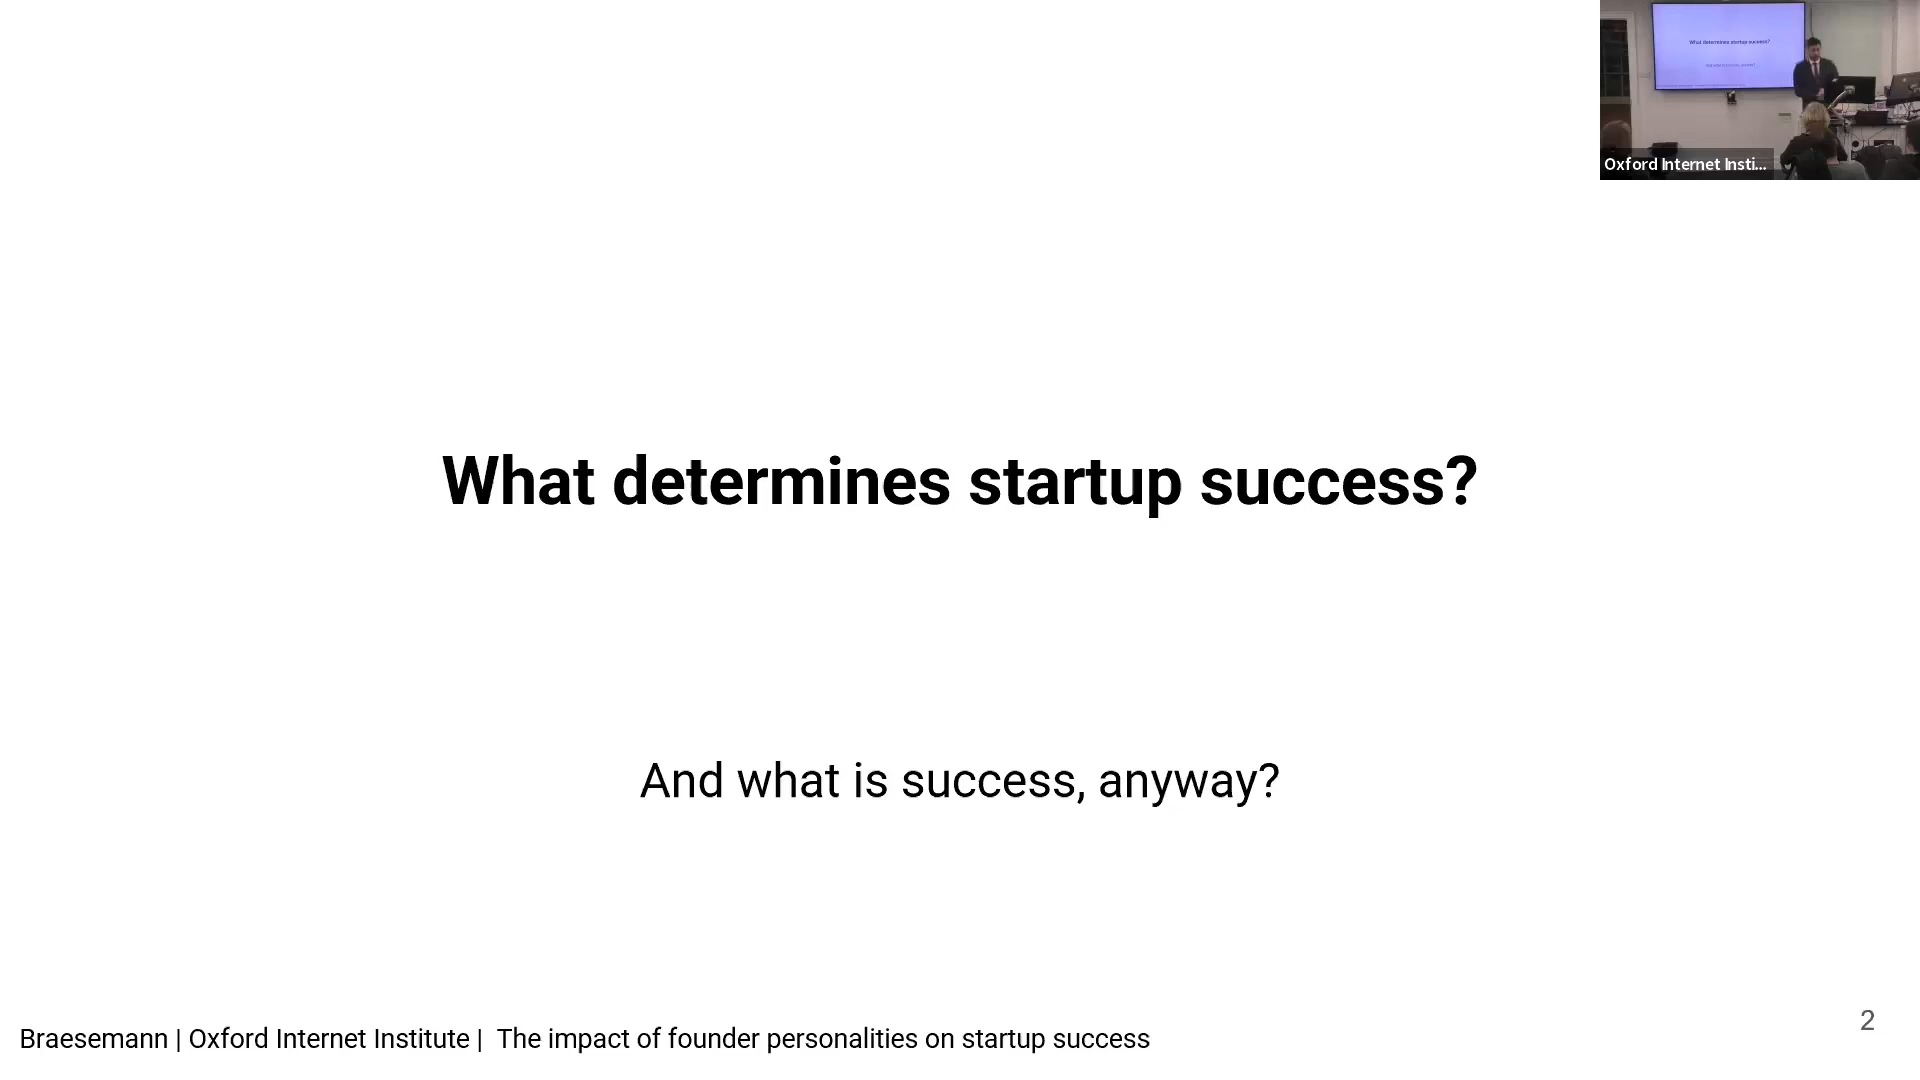 What determines startup success?
And what is success, anyway?
Oxford Internet Insti...
Braesemann | Oxford Internet Institute | The impact of founder personalities on startup success
2